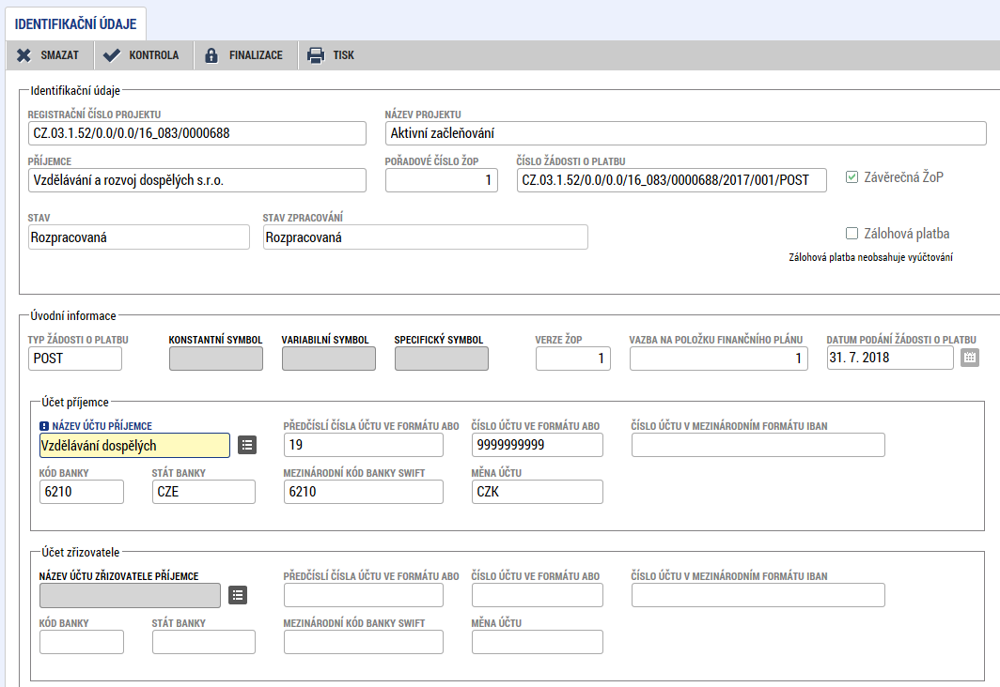 IDENTIFIKAČNÍ ÚDAJE
SMAZAT KONTROLA FINALIZACE TISK
Identifikační údaje
REGISTRAČNÍ ČÍSLO PROJEKTU NÁZEV PROJEKTU
CZ.03.1.52/0.0/0.0/16_083/0000688 Aktivní začleňování
PŘÍJEMCE POŘADOVÉ ČÍSLO ŽOP ČÍSLO ŽÁDOSTI O PLATBU
Vzdělávání a rozvoj dospělých s.r.o. 1 CZ.03.1.52/0.0/0.0/16_083/0000688/2017/001/POST Závěrečná ŽoP
STAV STAV ZPRACOVÁNÍ
Rozpracovaná Rozpracovaná Zálohová platba
Zálohová platba neobsahuje vyúčtování
Úvodní informace
TYP ŽÁDOSTI O PLATBU KONSTANTNÍ SYMBOL VARIABILNÍ SYMBOL SPECIFICKÝ SYMBOL VERZE ŽOP VAZBA NA POLOŽKU FINANČNÍHO PLÁNU DATUM PODÁNÍ ŽÁDOSTI O PLATBU
POST 1 1 31. 7. 2018
Účet příjemce
NÁZEV ÚČTU PŘÍJEMCE PŘEDČÍSLÍ ČÍSLA ÚČTU VE FORMÁTU ABO ČÍSLO ÚČTU VE FORMÁTU ABO ČÍSLO ÚČTU V MEZINÁRODNÍM FORMÁTU IBAN
Vzdělávání dospělých 19 9999999999
KÓD BANKY STÁT BANKY MEZINÁRODNÍ KÓD BANKY SWIFT MĚNA ÚČTU
6210 CZE 6210 CZK
Účet zřizovatele
NÁZEV ÚČTU ZŘIZOVATELE PŘÍJEMCE PŘEDČÍSLÍ ČÍSLA ÚČTU VE FORMÁTU ABO ČÍSLO ÚČTU VE FORMÁTU ABO ČÍSLO ÚČTU V MEZINÁRODNÍM FORMÁTU IBAN
KÓD BANKY STÁT BANKY MEZINÁRODNÍ KÓD BANKY SWIFT MĚNA ÚČTU